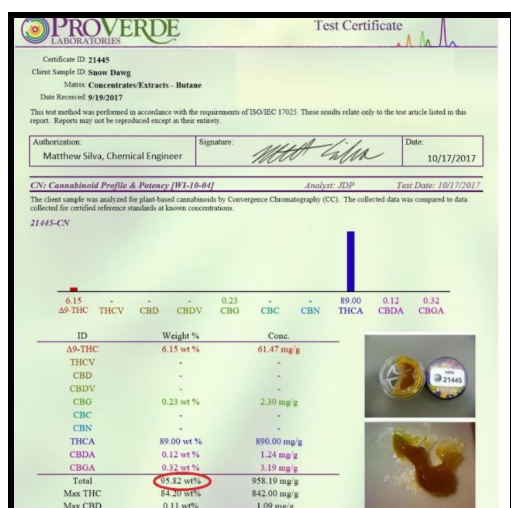 PROVERDE
LABORATORIES
Test Certificate
Certificate ID: 21445
Client Sample ID: Snow Dawg
Matrix: Concentrates/Extracts - Butane
Date Received: 9/19/2017
This test method was performed in accordance with the requirements of ISO/IEC 17025. These results relate only to the test article listed in this
report. Reports may not be reproduced except in their entirety.
Authorization: Signature: Date:
Matthew Silva, Chemical Engineer Matt Silva 10/17/2017
CN: Cannabinoid Profile & Potency [WI-10-04] Analyst: JDP Test Date: 10/17/2017
The client sample was analyzed for plant-based cannabinoids by Convergence Chromatography (CC). The collected data was compared to data
collected for certified reference standards at known concentrations.
21445-CN
6.15 - - - 0.23 - - 89.00 0.12 0.32
Δ9-THC THCV CBD CBDV CBG CBC CBN THCA CBDA CBGA
ID Weight % Conc.
Δ9-THC 6.15 wt % 61.47 mg/g
THCV - -
CBD - -
CBDV - -
CBG 0.23 wt % 2.30 mg/g
CBC - -
CBN - -
THCA 89.00 wt % 890.00 mg/g
CBDA 0.12 wt % 1.24 mg/g
CBGA 0.32 wt % 3.19 mg/g
Total 95.82 wt% 958.19 mg/g
Max THC 84.20 wt% 842.00 mg/g
Max CBD 0.11 wt% 1.09 mg/g
21445